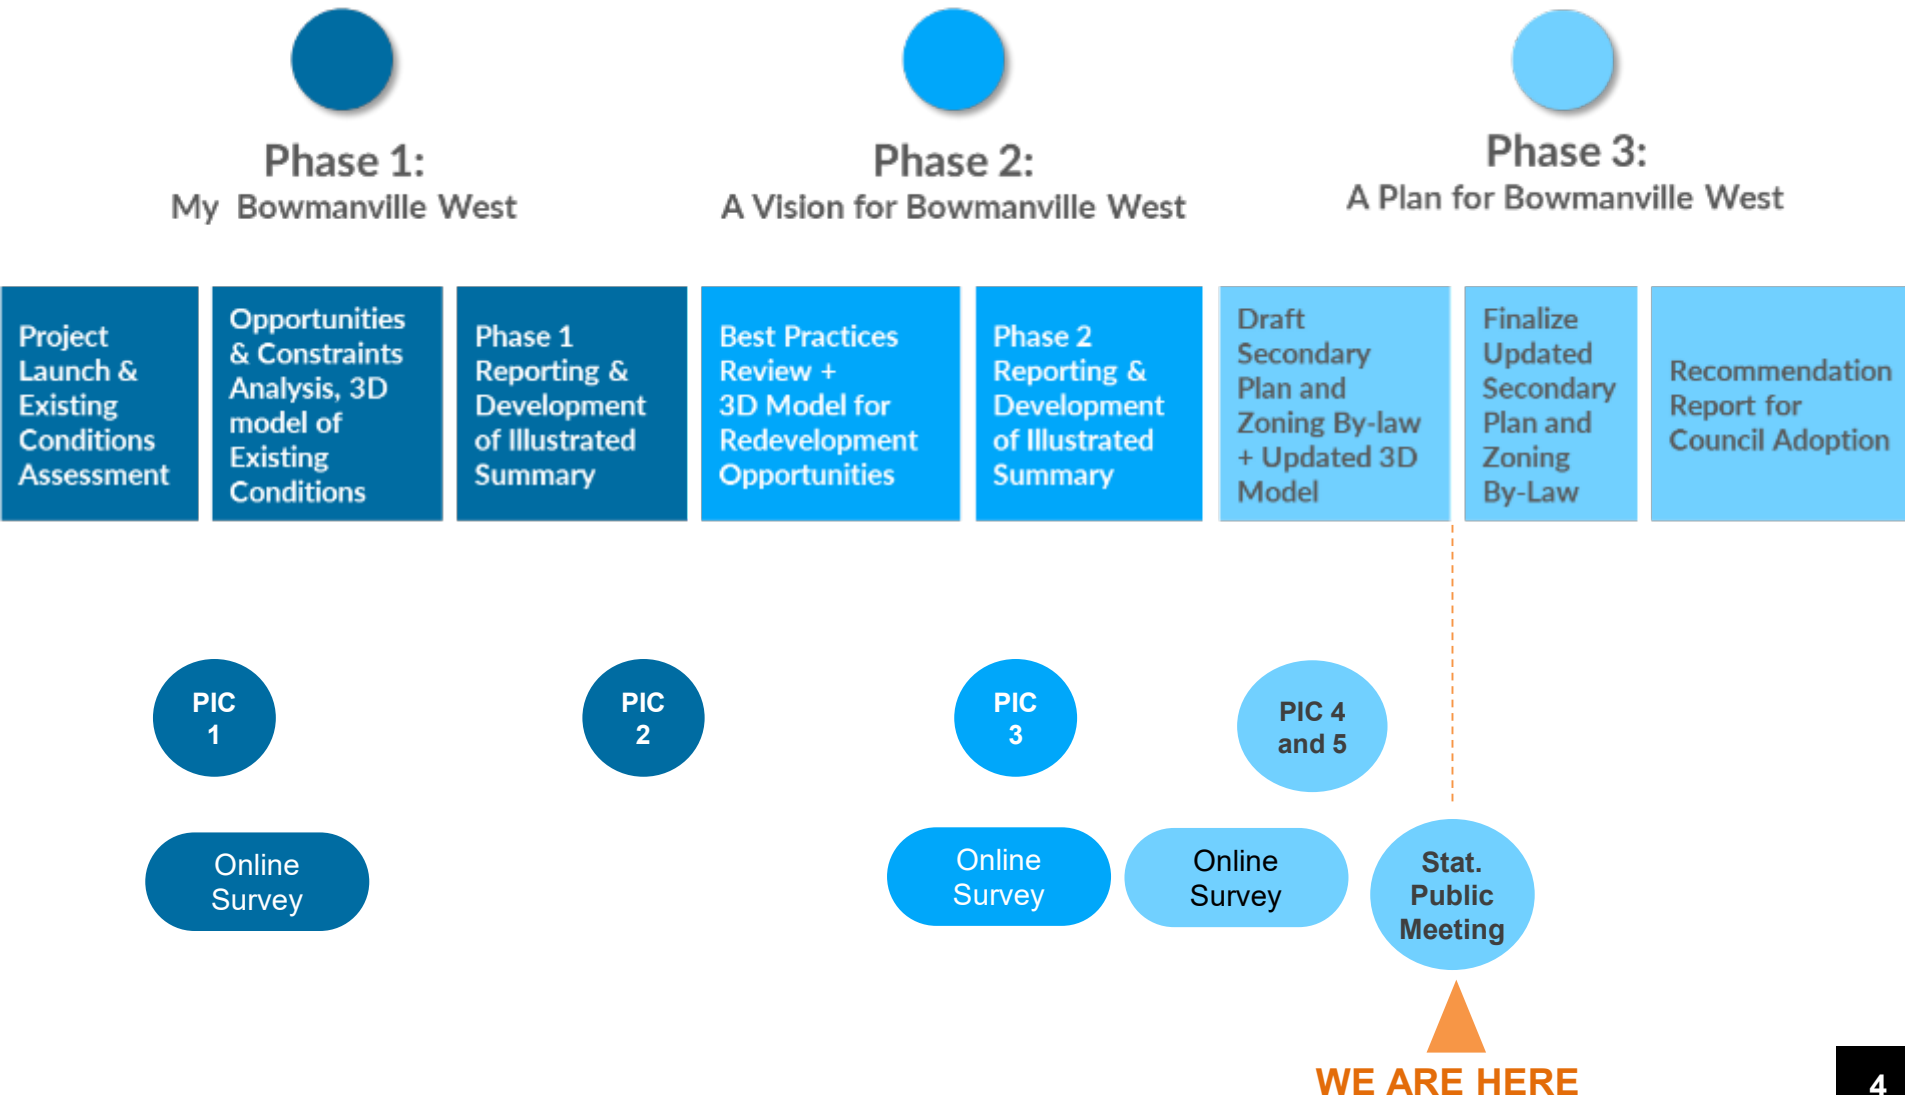 Phase 1:
My Bowmanville West
Phase 2:
A Vision for Bowmanville West
Phase 3:
A Plan for Bowmanville West
Project
Launch &
Existing
Conditions
Assessment
Opportunities
& Constraints
Analysis, 3D
model of
Existing
Conditions
Phase 1
Reporting &
Development
of Illustrated
Summary
Best Practices
Review +
3D Model for
Redevelopment
Opportunities
Phase 2
Reporting &
Development
of Illustrated
Summary
Draft
Secondary
Plan and
Zoning By-law
+ Updated 3D
Model
Finalize
Updated
Secondary
Plan and
Zoning
By-Law
Recommendation
Report for
Council Adoption
PIC
1
PIC
2
PIC
3
PIC 4
and 5
Online
Survey
Online
Survey
Online
Survey
Stat.
Public
Meeting
WE ARE HERE
4